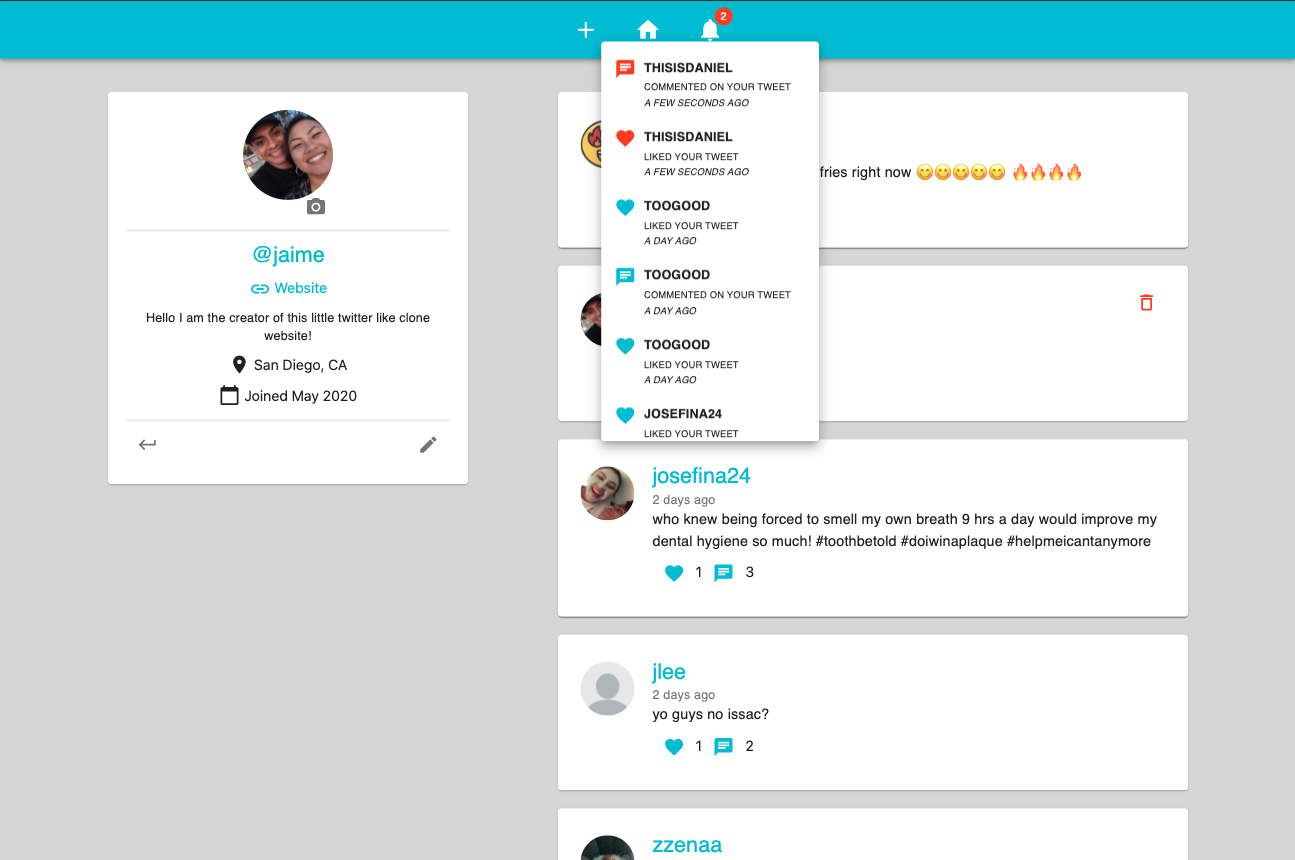 2
THISISDANIEL
COMMENTED ON YOUR TWEET
A FEW SECONDS AGO
THISISDANIEL
LIKED YOUR TWEET
A FEW SECONDS AGO
TOOGOOD
LIKED YOUR TWEET
A DAY AGO
TOOGOOD
COMMENTED ON YOUR TWEET
A DAY AGO
TOOGOOD
LIKED YOUR TWEET
A DAY AGO
JOSEFINA24
LIKED YOUR TWEET
@jaime
Website
Hello I am the creator of this little twitter like clone
website!
San Diego, CA
Joined May 2020
fries right now 😋😋😋😋😋 🔥🔥🔥🔥
josefina24
2 days ago
who knew being forced to smell my own breath 9 hrs a day would improve my
dental hygiene so much! #toothbetold #doiwinaplaque #helpmeicantanymore
1 3
jlee
2 days ago
yo guys no issac?
1 2
zzenaa